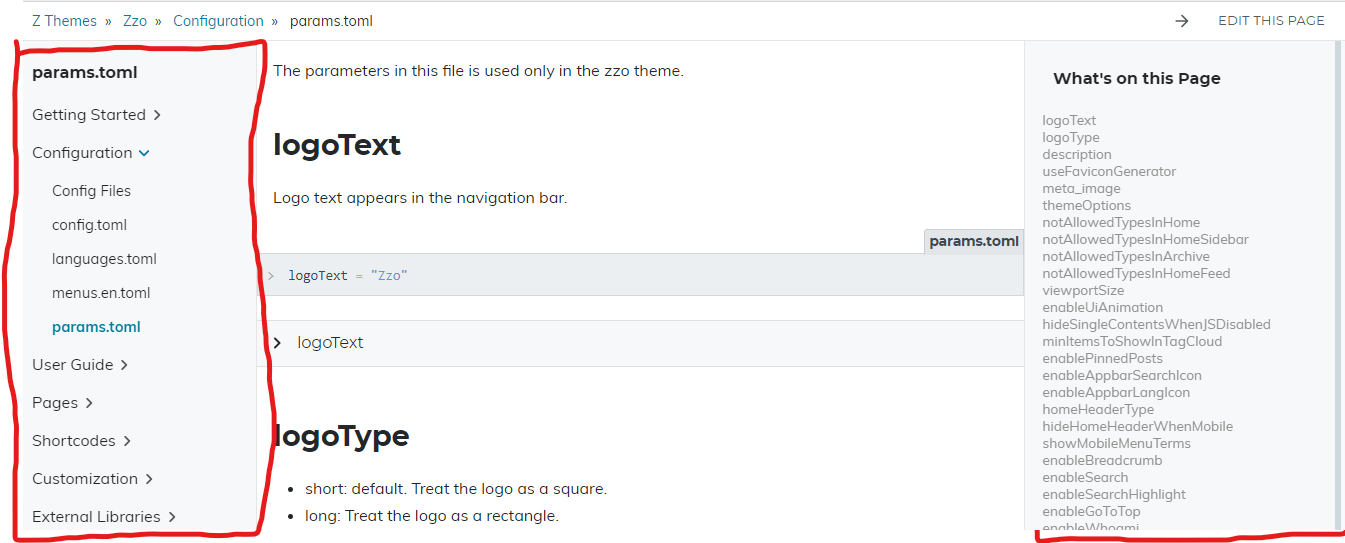 Z Themes » Zzo » Configuration » params.toml
EDIT THIS PAGE
params.toml
Getting Started
Configuration
Config Files
config.toml
languages.toml
menus.en.toml
params.toml
User Guide
Pages
Shortcodes
Customization
External Libraries
The parameters in this file is used only in the zzo theme.
logoText
Logo text appears in the navigation bar.
params.toml
logoText = "Zzo"
logoText
logoType
short: default. Treat the logo as a square.
long: Treat the logo as a rectangle.
What's on this Page
logoText
logoType
description
useFaviconGenerator
meta_image
themeOptions
notAllowedTypesInHome
notAllowedTypesInHomeSidebar
notAllowedTypesInArchive
notAllowedTypesInHomeFeed
viewportSize
enableUiAnimation
hideSingleContentsWhenJSDisabled
minItemsToShowInTagCloud
enablePinnedPosts
enableAppbarSearchIcon
enableAppbarLangIcon
homeHeaderType
hideHomeHeaderWhenMobile
showMobileMenuTerms
enableBreadcrumb
enableSearch
enableSearchHighlight
enableGoToTop
enableWhoami